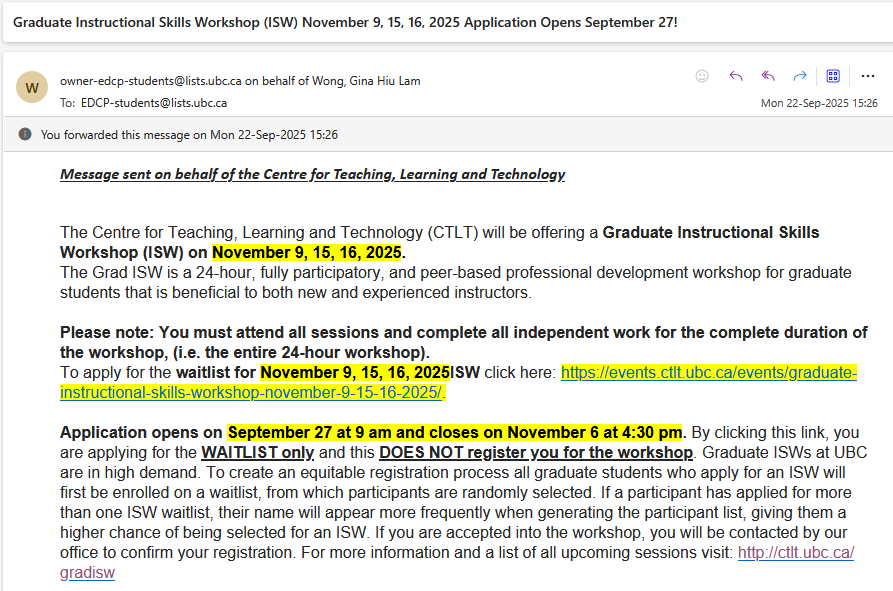 Graduate Instructional Skills Workshop (ISW) November 9, 15, 16, 2025 Application Opens September 27!
W
owner-edcp-students@lists.ubc.ca on behalf of Wong, Gina Hiu Lam
To: EDCP-students@lists.ubc.ca
Mon 22-Sep-2025 15:26
You forwarded this message on Mon 22-Sep-2025 15:26
Message sent on behalf of the Centre for Teaching, Learning and Technology
The Centre for Teaching, Learning and Technology (CTLT) will be offering a Graduate Instructional Skills
Workshop (ISW) on November 9, 15, 16, 2025.
The Grad ISW is a 24-hour, fully participatory, and peer-based professional development workshop for graduate
students that is beneficial to both new and experienced instructors.
Please note: You must attend all sessions and complete all independent work for the complete duration of
the workshop, (i.e. the entire 24-hour workshop).
To apply for the waitlist for November 9, 15, 16, 2025ISW click here: https://events.ctlt.ubc.ca/events/graduate-
instructional-skills-workshop-november-9-15-16-2025/.
Application opens on September 27 at 9 am and closes on November 6 at 4:30 pm. By clicking this link, you
are applying for the WAITLIST only and this DOES NOT register you for the workshop. Graduate ISWs at UBC
are in high demand. To create an equitable registration process all graduate students who apply for an ISW will
first be enrolled on a waitlist, from which participants are randomly selected. If a participant has applied for more
than one ISW waitlist, their name will appear more frequently when generating the participant list, giving them a
higher chance of being selected for an ISW. If you are accepted into the workshop, you will be contacted by our
office to confirm your registration. For more information and a list of all upcoming sessions visit: http://ctlt.ubc.ca/
gradisw